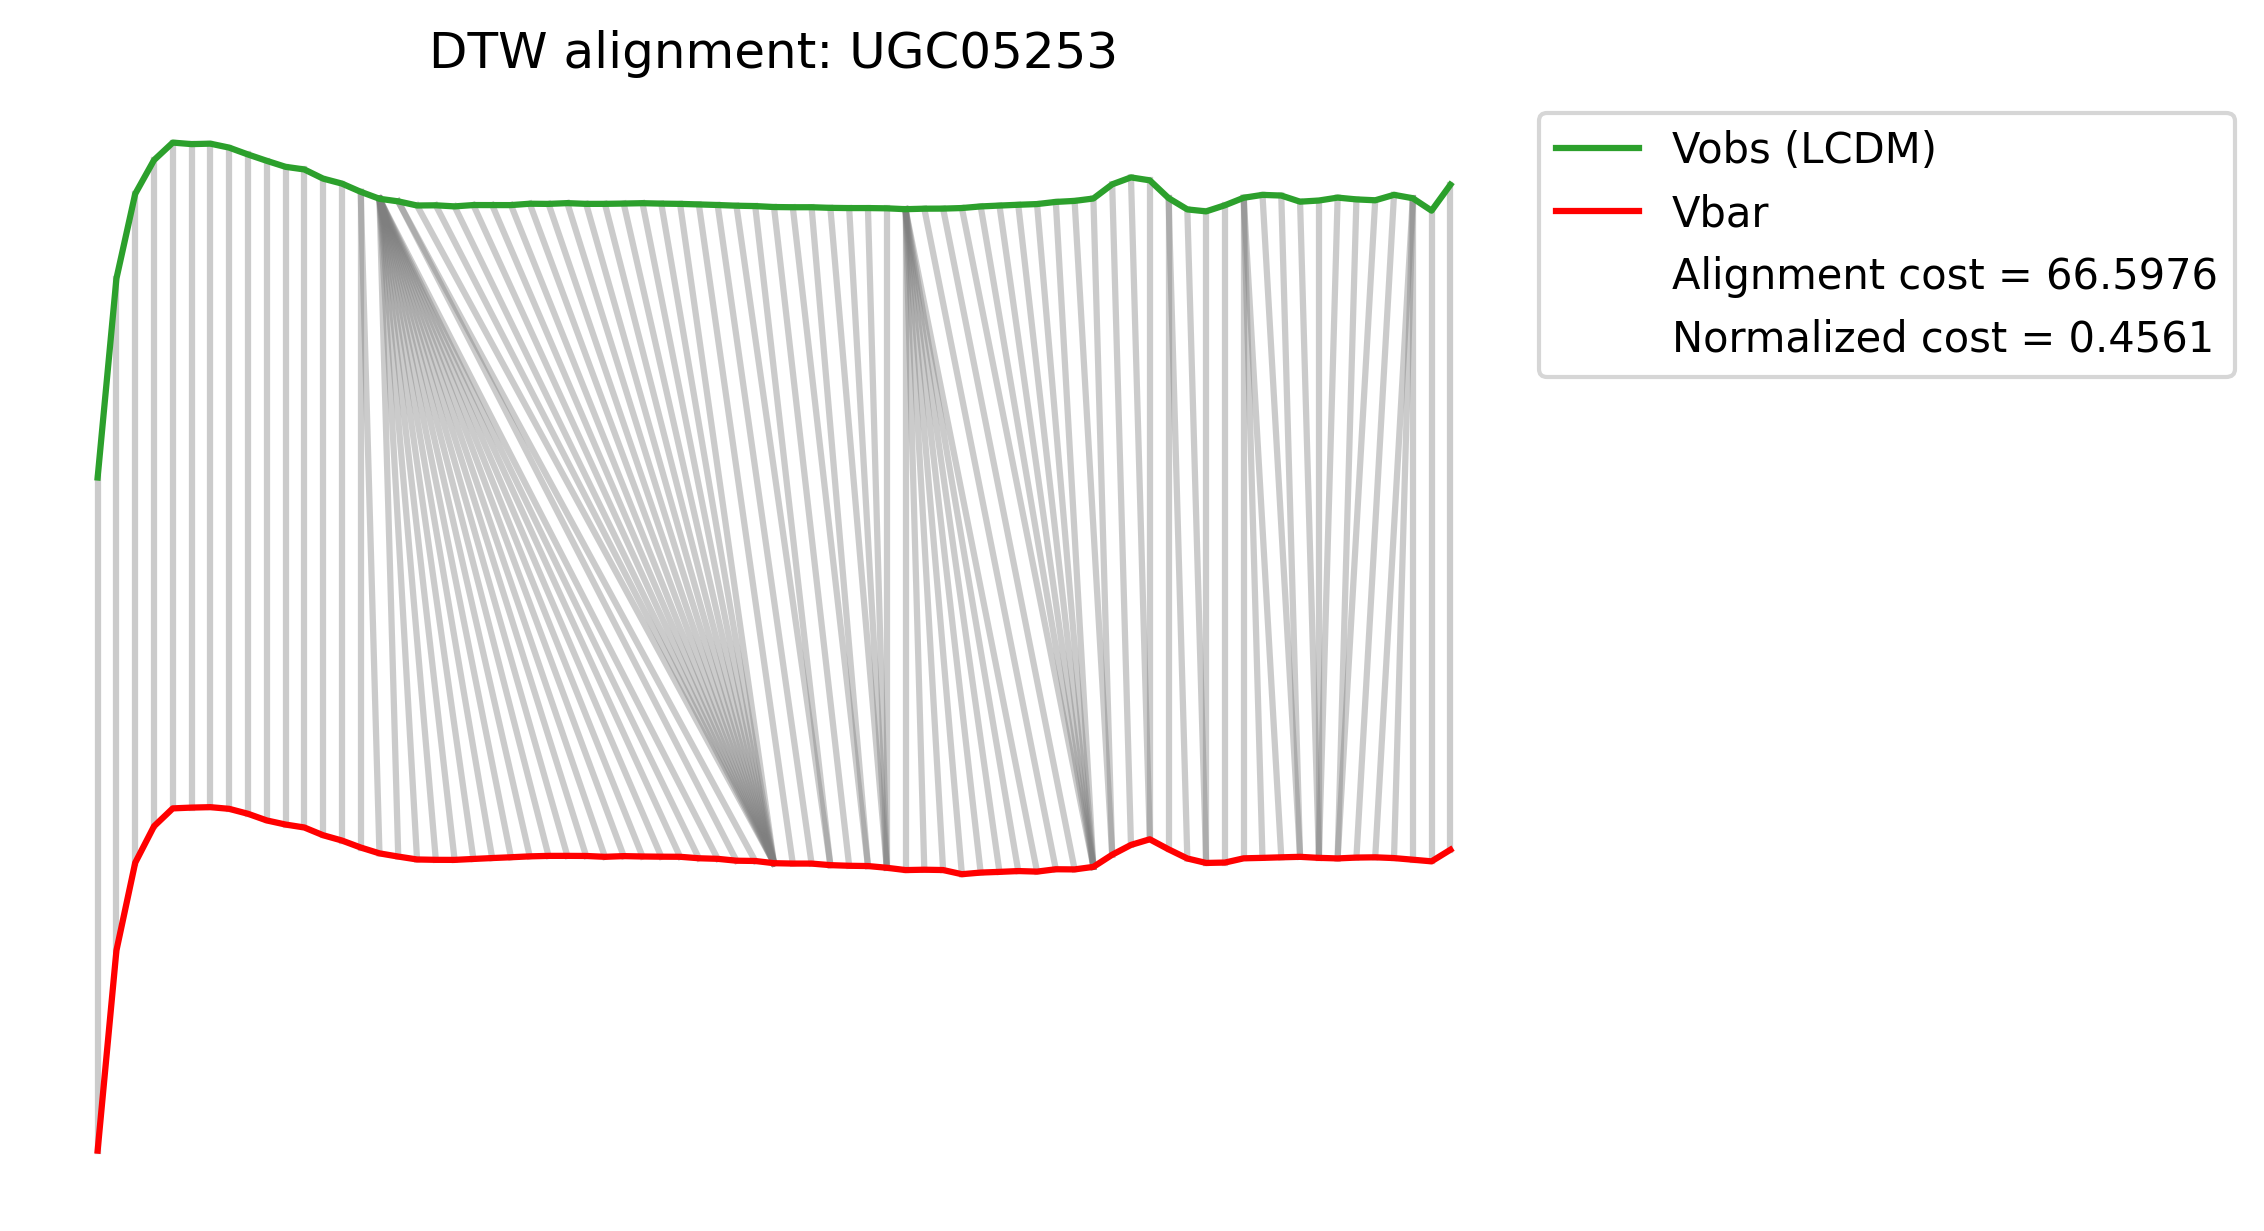 DTW alignment: UGC05253
Vobs (LCDM)
Vbar
Alignment cost = 66.5976
Normalized cost = 0.4561